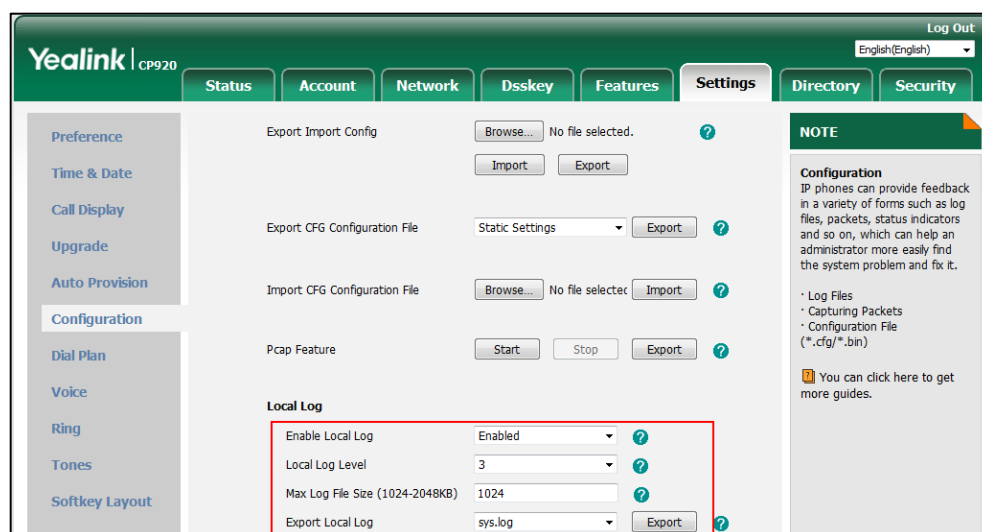 Log Out
Yealink CP920
English(English)
Status Account Network Dsskey Features Settings Directory Security
Preference
Time & Date
Call Display
Upgrade
Auto Provision
Configuration
Dial Plan
Voice
Ring
Tones
Softkey Layout
Export Import Config Browse... No file selected. ?
Import Export
Export CFG Configuration File Static Settings Export ?
Import CFG Configuration File Browse... No file selectec Import ?
Pcap Feature Start Stop Export ?
Local Log
Enable Local Log Enabled ?
Local Log Level 3 ?
Max Log File Size (1024-2048KB) 1024 ?
Export Local Log sys.log Export ?
NOTE
Configuration
IP phones can provide feedback
in a variety of forms such as log
files, packets, status indicators
and so on, which can help an
administrator more easily find
the system problem and fix it.
· Log Files
· Capturing Packets
· Configuration File
(*.cfg/*.bin)
? You can click here to get
more guides.